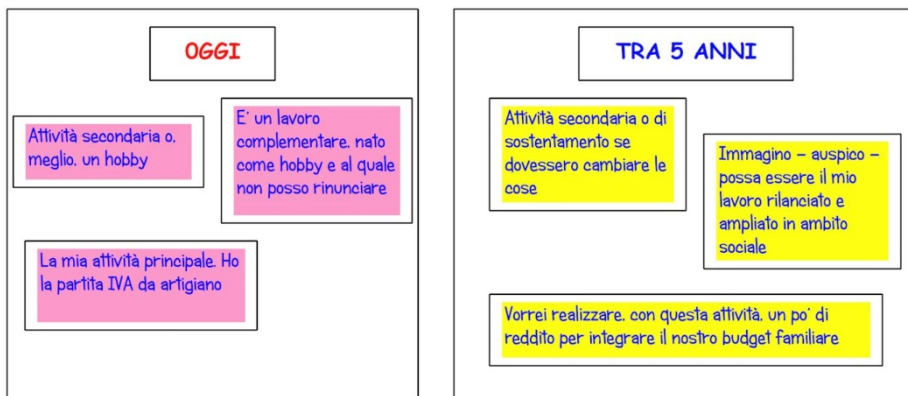 OGGI
Attività secondaria o,
meglio, un hobby
E' un lavoro
complementare, nato
come hobby e al quale
non posso rinunciare
La mia attività principale. Ho
la partita IVA da artigiano
TRA 5 ANNI
Attività secondaria o di
sostentamento se
dovessero cambiare le
cose
Immagino – auspico –
possa essere il mio
lavoro rilanciato e
ampliato in ambito
sociale
Vorrei realizzare, con questa attività, un po' di
reddito per integrare il nostro budget familiare